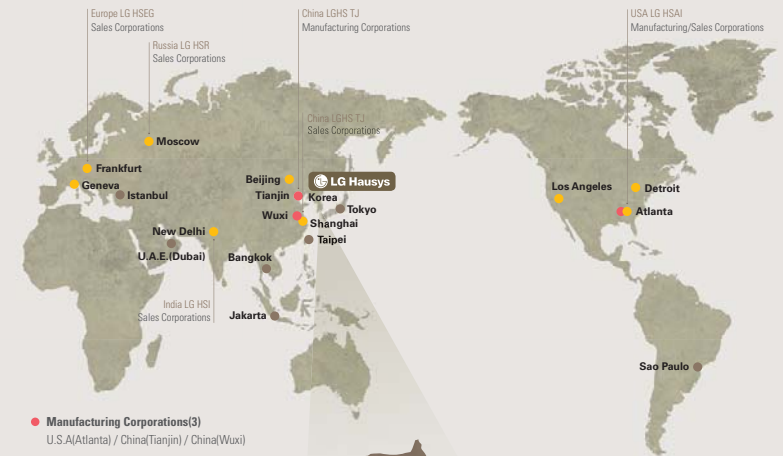 Europe LG HSEG
Sales Corporations
Russia LG HSR
Sales Corporations
China LGHS TJ
Manufacturing Corporations
USA LG HSAI
Manufacturing/Sales Corporations
China LGHS TJ
Sales Corporations
Moscow
Frankfurt
Geneva
Istanbul
Beijing
LG Hausys
Tianjin
Korea
Wuxi
Tokyo
Shanghai
Taipei
New Delhi
U.A.E.(Dubai)
Bangkok
Jakarta
India LG HSI
Sales Corporations
Los Angeles
Detroit
Atlanta
Sao Paulo
Manufacturing Corporations(3)
U.S.A(Atlanta) / China(Tianjin) / China(Wuxi)